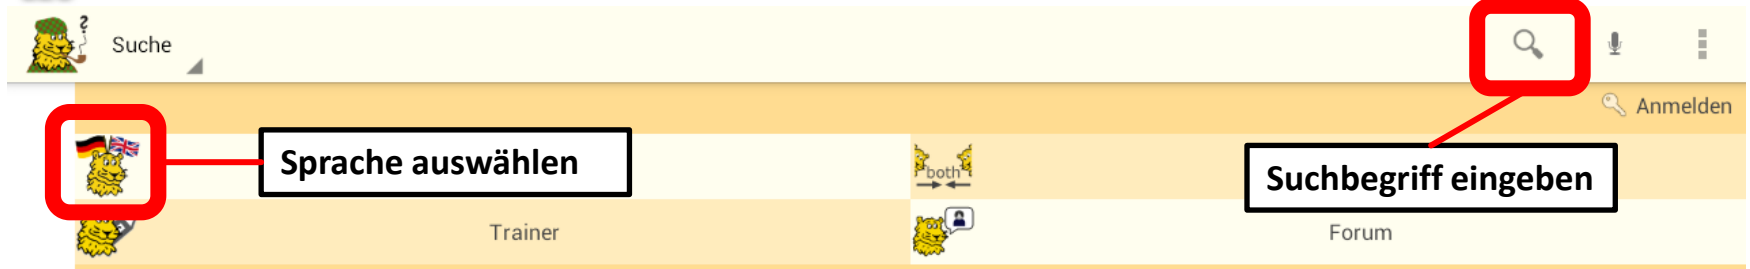 Suche
Anmelden
Sprache auswählen
both
Suchbegriff eingeben
Trainer
Forum